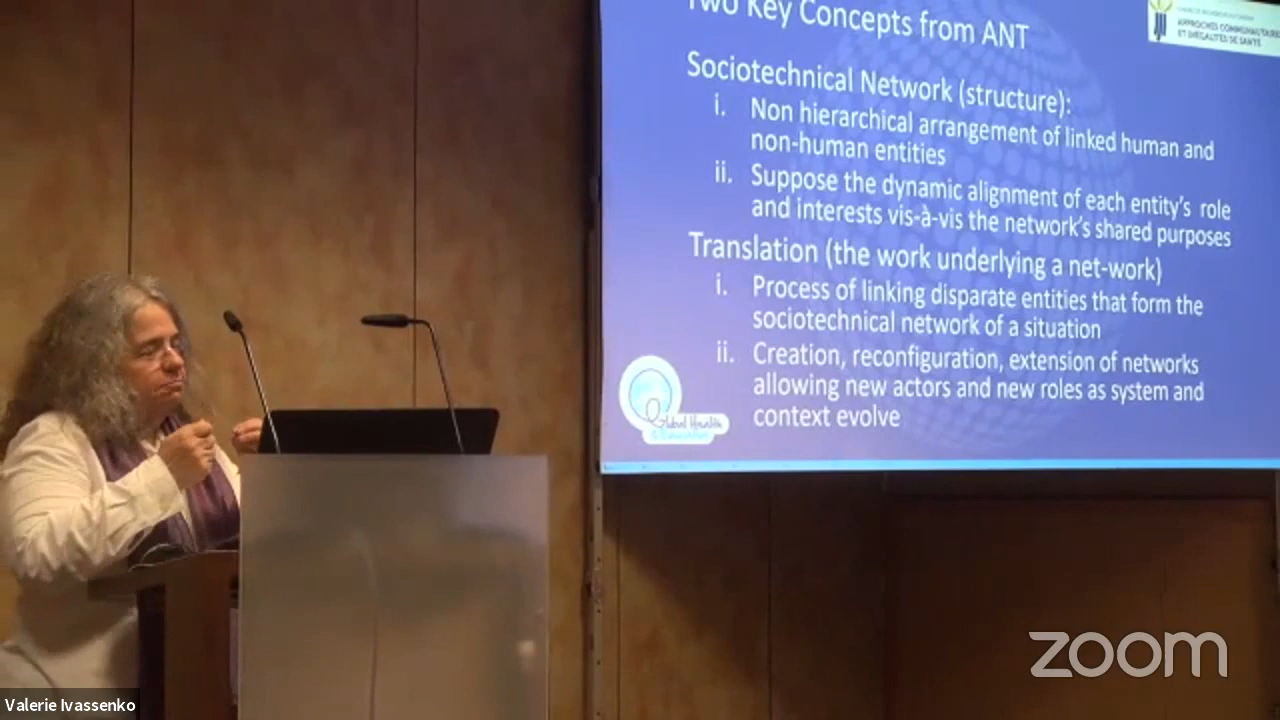 Two Key Concepts from ANT
APPROCHES COMMUNAUTAIRES
ET INÉGALITÉS DE SANTÉ
Sociotechnical Network (structure):
i. Non hierarchical arrangement of linked human and
non-human entities
ii. Suppose the dynamic alignment of each entity's role
and interests vis-à-vis the network's shared purposes
Translation (the work underlying a net-work)
i. Process of linking disparate entities that form the
sociotechnical network of a situation
ii. Creation, reconfiguration, extension of networks
allowing new actors and new roles as system and
context evolve
Global Health
& Education
zoom
Valerie Ivassenko